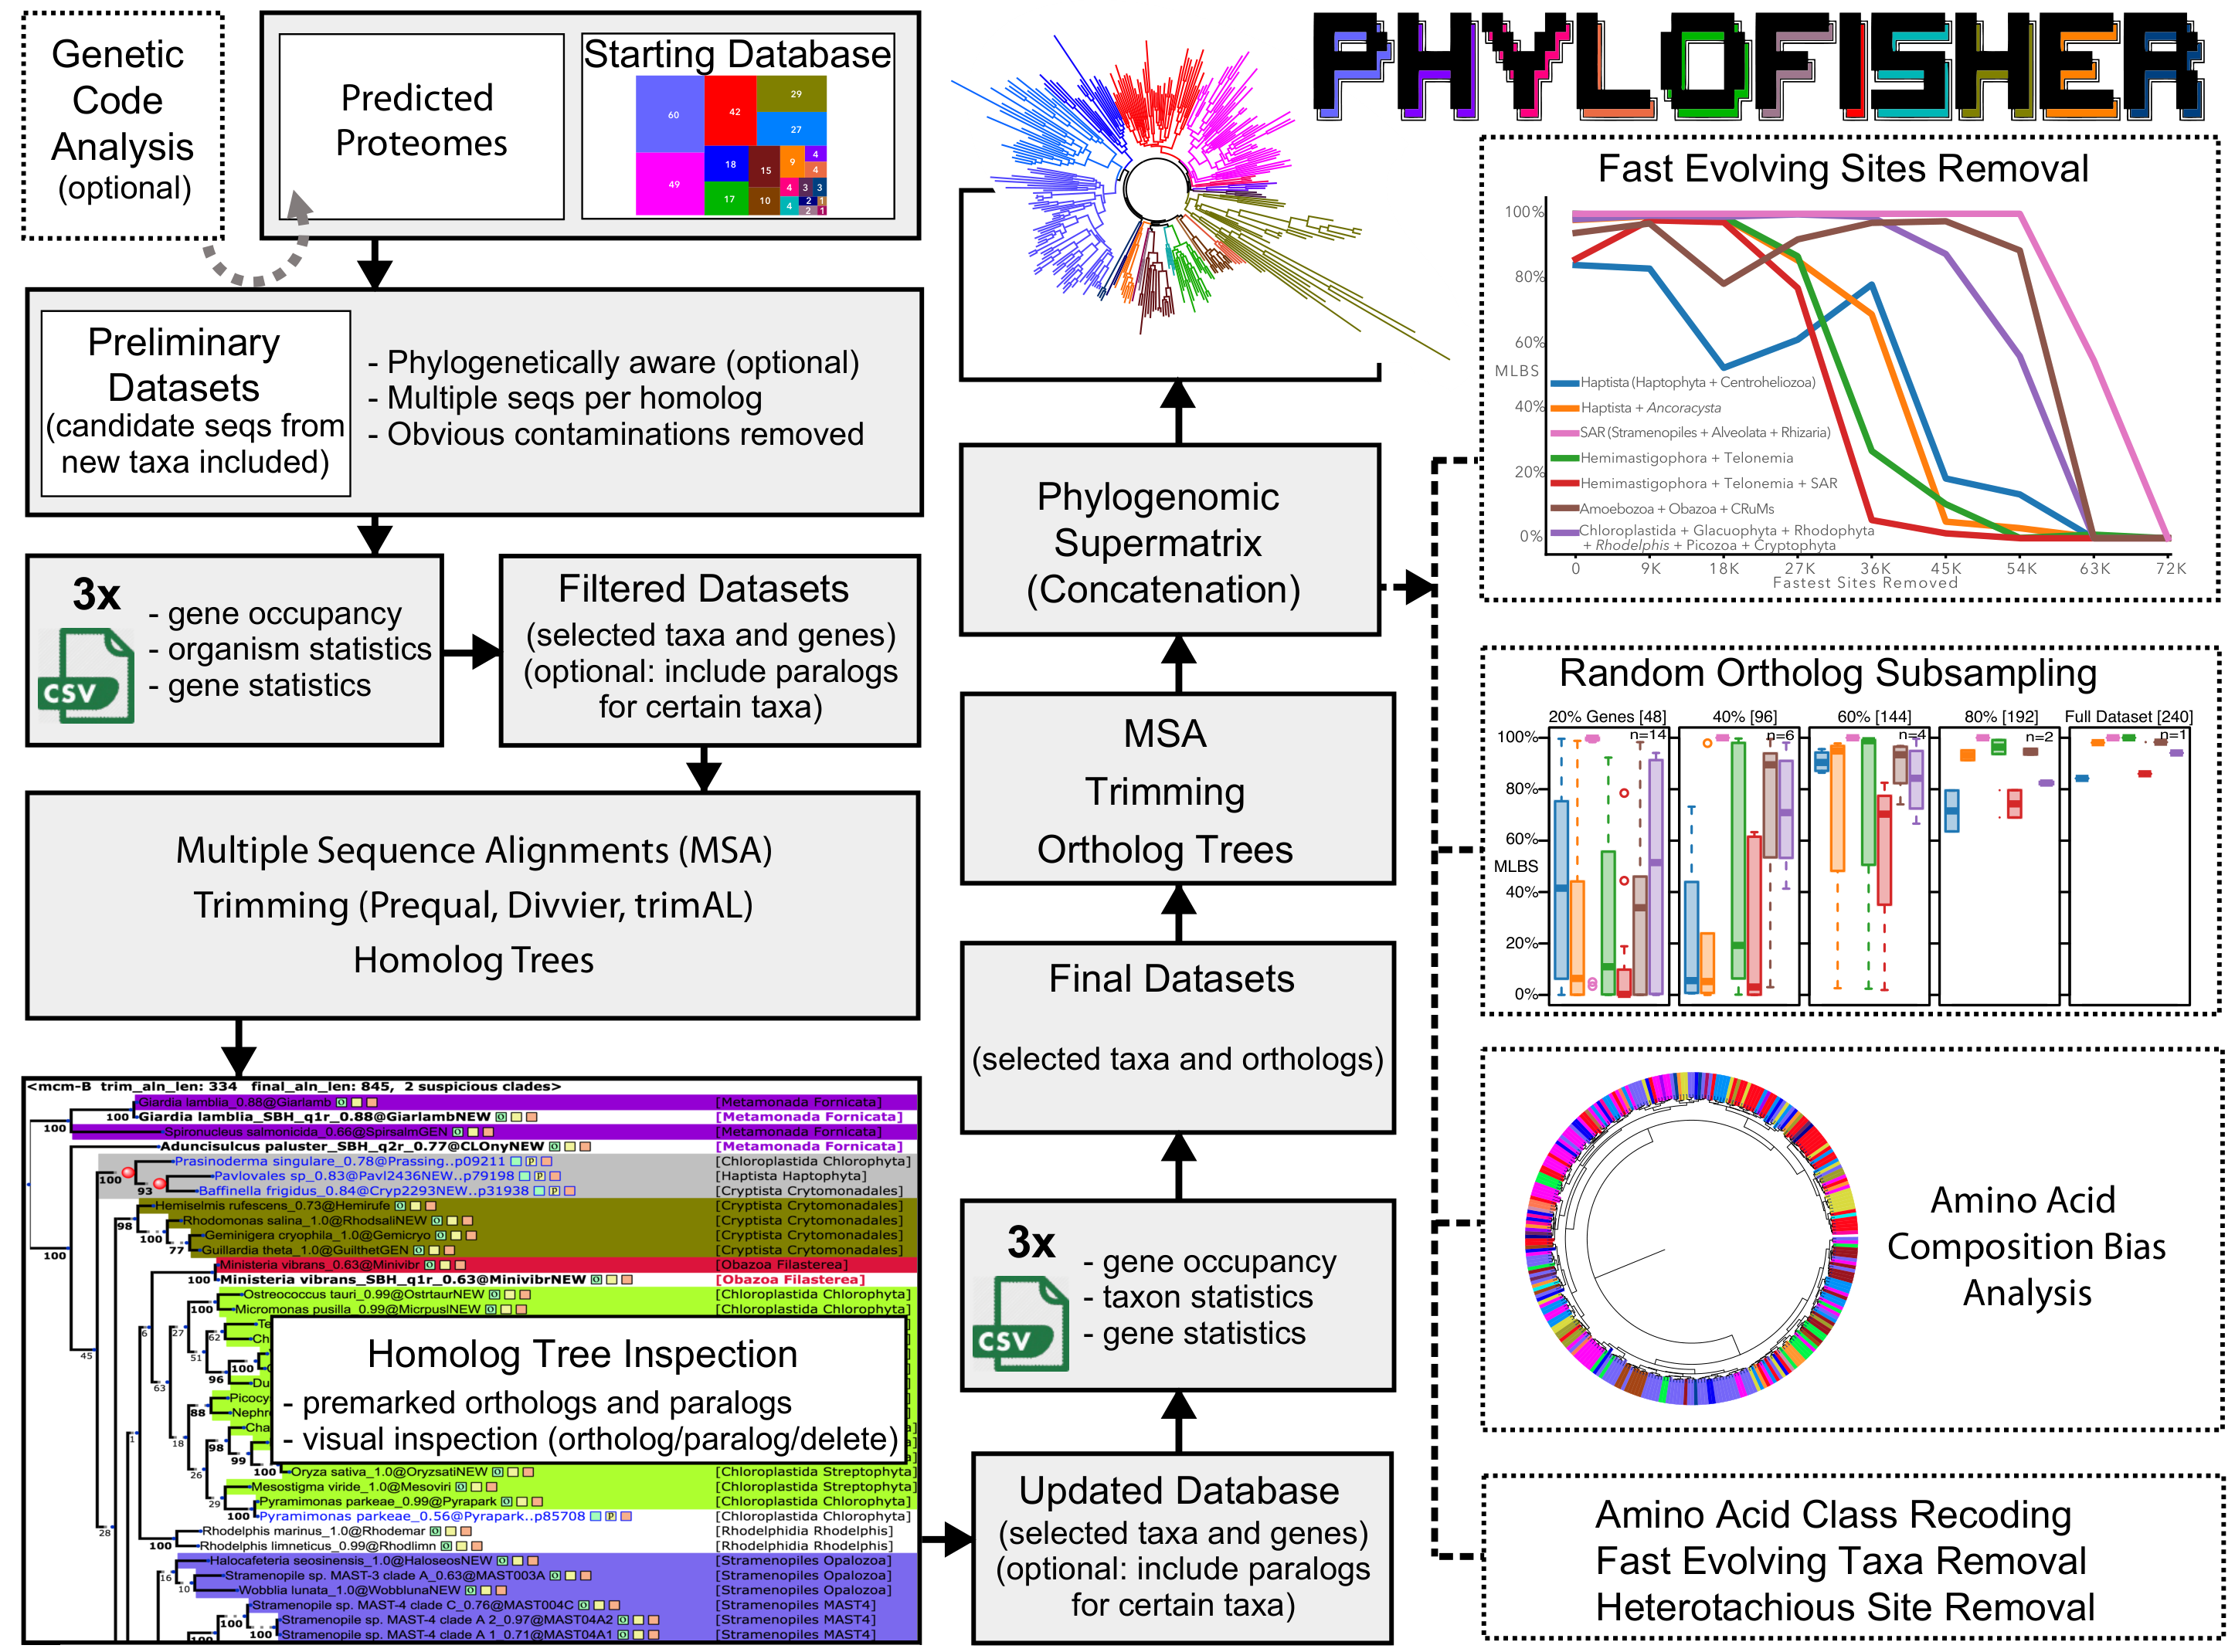 PHYLOFISHER
Genetic
Code
Analysis
(optional)
Predicted
Proteomes
Starting Database
60
42
29
27
49
18
15
9
4
4
17
10
4
3
3
4
2
1
2
1
Preliminary
Datasets
(candidate seqs from
new taxa included)
- Phylogenetically aware (optional)
- Multiple seqs per homolog
- Obvious contaminations removed
3x
CSV
- gene occupancy
- organism statistics
- gene statistics
Filtered Datasets
(selected taxa and genes)
(optional: include paralogs
for certain taxa)
Multiple Sequence Alignments (MSA)
Trimming (Prequal, Divvier, trimAL)
Homolog Trees
<mcm-B trim_aln_len: 334 final_aln_len: 845, 2 suspicious clades>
Giardia lamblia_0.88@Giarlamb O [Metamonada Fornicata]
100 Giardia lamblia_SBH_q1r_0.88@GiarlambNEW O [Metamonada Fornicata]
100 Spironucleus salmonicida_0.66@SpirsalmGEN O [Metamonada Fornicata]
Aduncisulcus paluster_SBH_q2r_0.77@CLOnyNEW O [Metamonada Fornicata]
Prasinoderma singulare_0.78@Prassing..p09211 P [Chloroplastida Chlorophyta]
100 Pavlovales sp_0.83@Pavl2436NEW..p79198 P [Haptista Haptophyta]
93 Baffinella frigidus_0.84@Cryp2293NEW..p31938 P [Cryptista Crytomonadales]
Hemiselmis rufescens_0.73@Hemirufe O [Cryptista Crytomonadales]
98 Rhodomonas salina_1.0@RhodsaliNEW O [Cryptista Crytomonadales]
100 Geminigera cryophila_1.0@Gemicryo O [Cryptista Crytomonadales]
100 77 Guillardia theta_1.0@GuilthetGEN O [Cryptista Crytomonadales]
Ministeria vibrans_0.63@Minivibr O [Obazoa Filasterea]
100 Ministeria vibrans_SBH_q1r_0.63@MinivibrNEW O [Obazoa Filasterea]
Ostreococcus tauri_0.99@OstrtaurNEW O [Chloroplastida Chlorophyta]
100 Micromonas pusilla_0.99@MicrpuslNEW O [Chloroplastida Chlorophyta]
6 27 62 Te
Ch
45 51
100
63 96 Du
Picocy
88 Nephr
1 Cha
18 98
99
Homolog Tree Inspection
- premarked orthologs and paralogs
- visual inspection (ortholog/paralog/delete)
26 100 Oryza sativa_1.0@OryzsatiNEW O [Chloroplastida Streptophyta]
Mesostigma viride_1.0@Mesoviri O [Chloroplastida Streptophyta]
29 Pyramimonas parkeae_0.99@Pyrapark O [Chloroplastida Chlorophyta]
100 Pyramimonas parkeae_0.56@Pyrapark..p85708 P [Chloroplastida Chlorophyta]
28 Rhodelphis marinus_1.0@Rhodemar O [Rhodelphidia Rhodelphis]
100 Rhodelphis limneticus_0.99@Rhodlimn O [Rhodelphidia Rhodelphis]
Halocafeteria seosinensis_1.0@HaloseosNEW O [Stramenopiles Opalozoa]
16 Stramenopile sp. MAST-3 clade A_0.63@MAST003A O [Stramenopiles Opalozoa]
10 Wobblia lunata_1.0@WobblunaNEW O [Stramenopiles Opalozoa]
Stramenopile sp. MAST-4 clade C_0.76@MAST004C O [Stramenopiles MAST4]
100 Stramenopile sp. MAST-4 clade A 2_0.97@MAST04A2 O [Stramenopiles MAST4]
100 100 Stramenopile sp. MAST-4 clade A 1_0.71@MAST04A1 O [Stramenopiles MAST4]
Updated Database
(selected taxa and genes)
(optional: include paralogs
for certain taxa)
3x
CSV
- gene occupancy
- taxon statistics
- gene statistics
Final Datasets
(selected taxa and orthologs)
MSA
Trimming
Ortholog Trees
Phylogenomic
Supermatrix
(Concatenation)
Fast Evolving Sites Removal
100%
80%
60%
MLBS
40%
20%
0%
Haptista (Haptophyta + Centroheliozoa)
Haptista + Ancoracysta
SAR (Stramenopiles + Alveolata + Rhizaria)
Hemimastigophora + Telonemia
Hemimastigophora + Telonemia + SAR
Amoebozoa + Obazoa + CRuMs
Chloroplastida + Glacuophyta + Rhodophyta
+ Rhodelphis + Picozoa + Cryptophyta
0 9K 18K 27K 36K 45K 54K 63K 72K
Fastest Sites Removed
Random Ortholog Subsampling
20% Genes [48] 40% [96] 60% [144] 80% [192] Full Dataset [240]
n=14 n=6 n=4 n=2 n=1
100%
80%
60%
MLBS
40%
20%
0%
Amino Acid
Composition Bias
Analysis
Amino Acid Class Recoding
Fast Evolving Taxa Removal
Heterotachious Site Removal